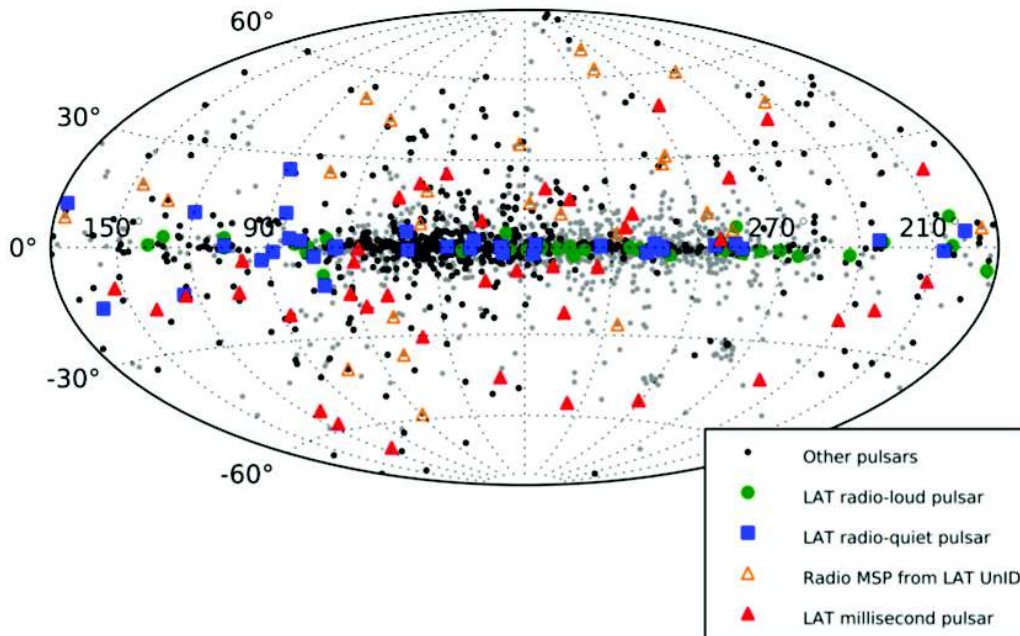 60°
30°
150°
90°
270°
210°
0°
-30°
-60°
Other pulsars
LAT radio-loud pulsar
LAT radio-quiet pulsar
Radio MSP from LAT UnID
LAT millisecond pulsar